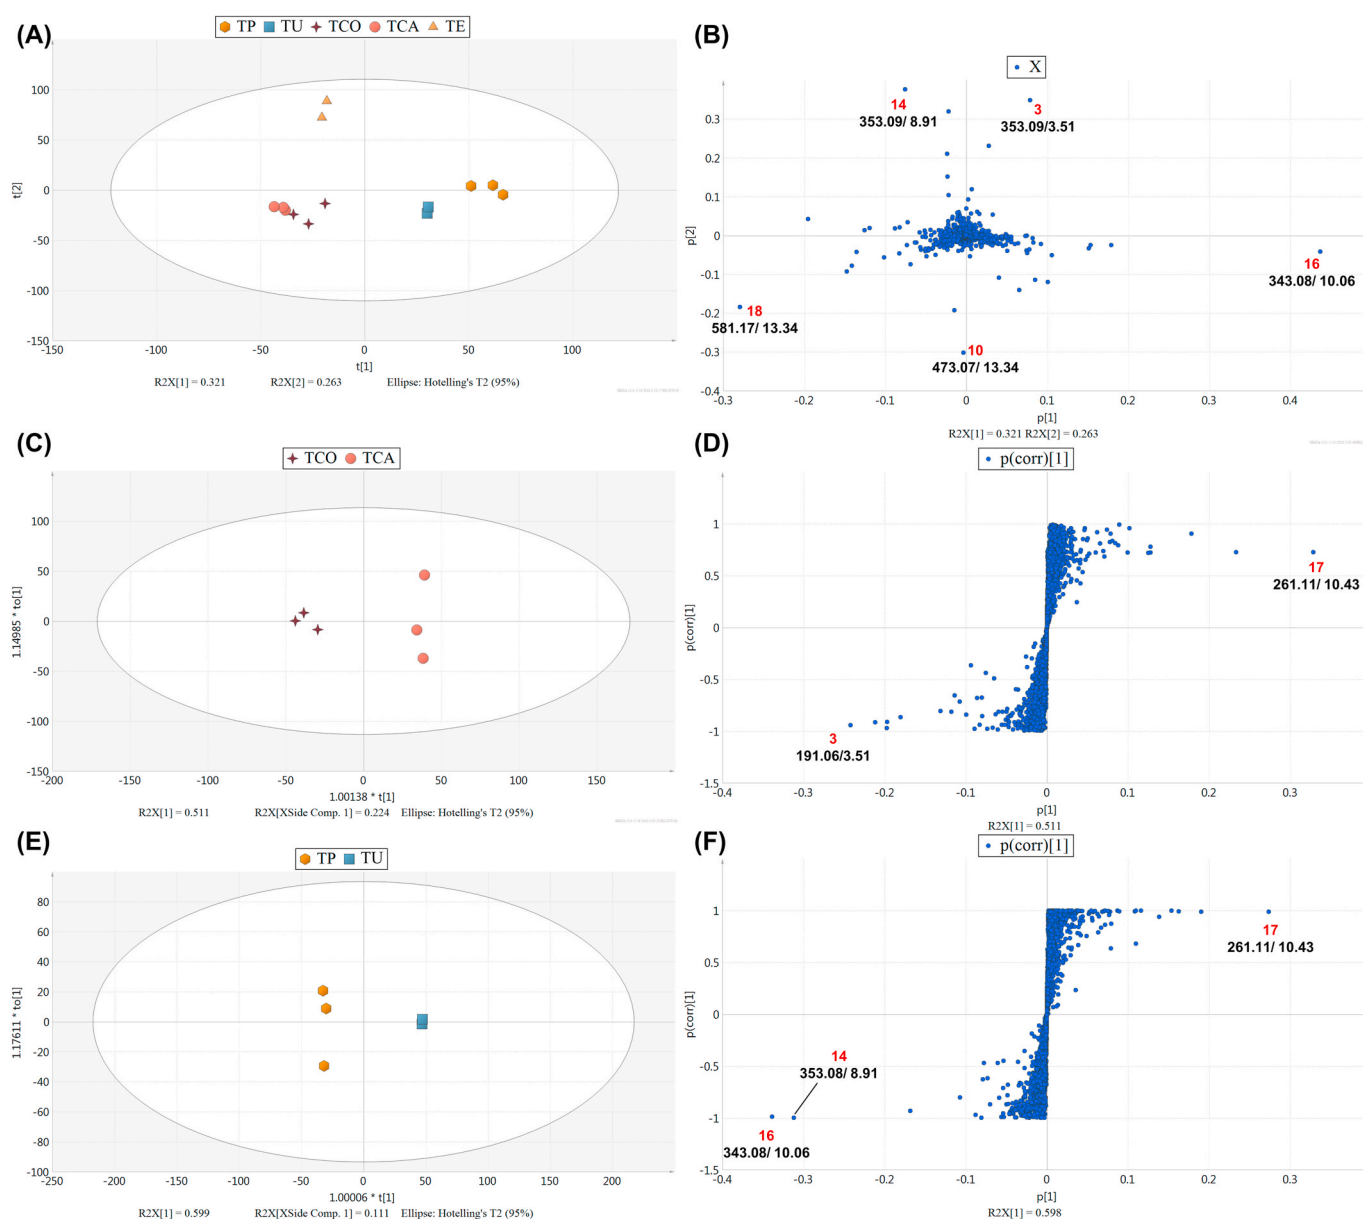 (A)
TP TU TCO TCA TE
100
50
0
-50
-100
-150
t[2]
-150 -100 -50 0 50 100
t[1]
R2X[1] = 0.321 R2X[2] = 0.263 Ellipse: Hotelling's T2 (95%)
(B)
X
14
353.09/ 8.91
3
353.09/3.51
16
343.08/ 10.06
18
581.17/ 13.34
10
473.07/ 13.34
0.3
0.2
0.1
0
-0.1
-0.2
-0.3
-0.4
p[2]
-0.3 -0.2 -0.1 0 0.1 0.2 0.3 0.4
p[1]
R2X[1] = 0.321 R2X[2] = 0.263
(C)
TCO TCA
100
50
0
-50
-100
-150
1.14985 * to[1]
-200 -150 -100 -50 0 50 100 150
1.00138 * t[1]
R2X[1] = 0.511 R2X[XSide Comp. 1] = 0.224 Ellipse: Hotelling's T2 (95%)
(D)
p(corr)[1]
17
261.11/ 10.43
3
191.06/3.51
1
0.5
0
-0.5
-1
-1.5
p(corr)[1]
-0.4 -0.3 -0.2 -0.1 0 0.1 0.2 0.3
p[1]
R2X[1] = 0.511
(E)
TP TU
80
60
40
20
0
-20
-40
-60
-80
-100
1.17611 * to[1]
-250 -200 -150 -100 -50 0 50 100 150 200
1.00006 * t[1]
R2X[1] = 0.599 R2X[XSide Comp. 1] = 0.111 Ellipse: Hotelling's T2 (95%)
(F)
p(corr)[1]
17
261.11/ 10.43
14
353.08/ 8.91
16
343.08/ 10.06
1
0.5
0
-0.5
-1
-1.5
p(corr)[1]
-0.4 -0.3 -0.2 -0.1 0 0.1 0.2 0.3
p[1]
R2X[1] = 0.598